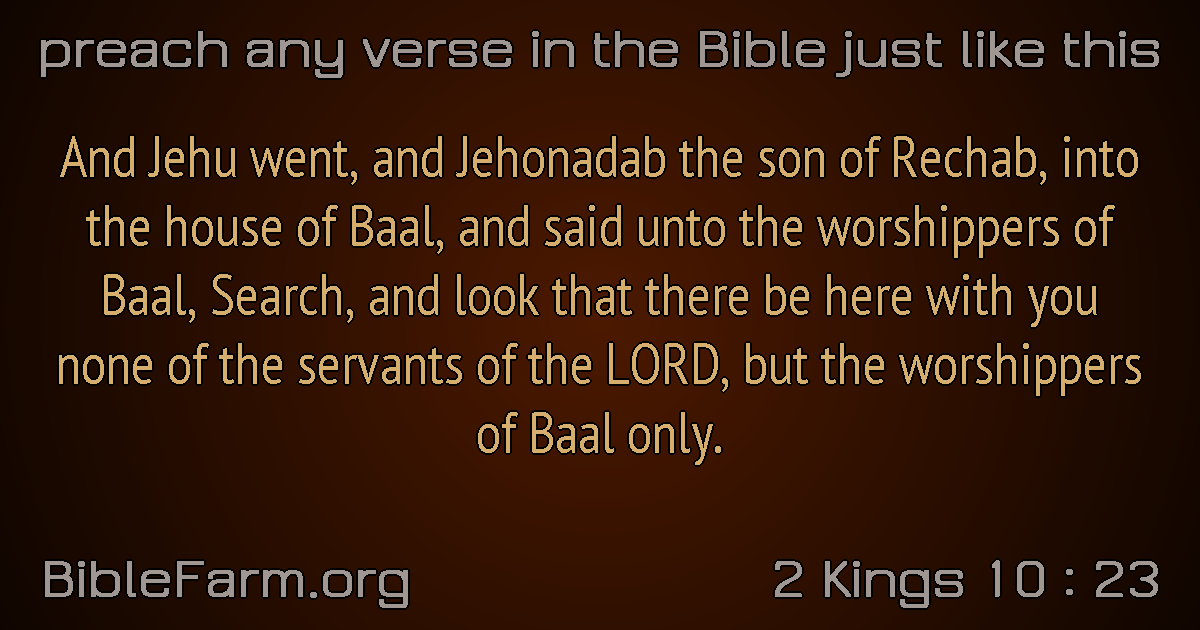 preach any verse in the Bible just like this
And Jehu went, and Jehonadab the son of Rechab, into
the house of Baal, and said unto the worshippers of
Baal, Search, and look that there be here with you
none of the servants of the LORD, but the worshippers
of Baal only.
BibleFarm.org
2 Kings 10 : 23